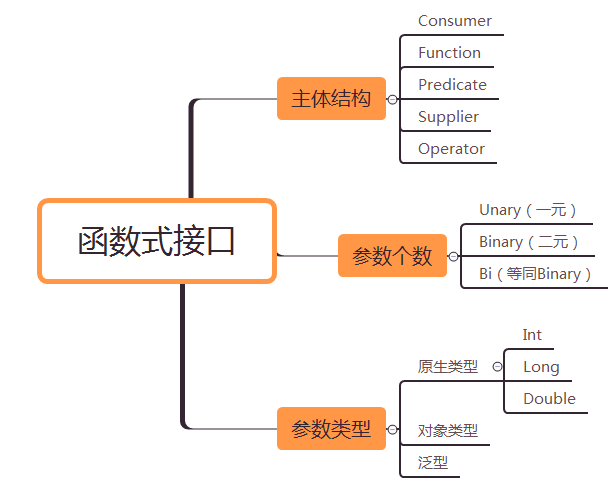 函数式接口
主体结构
Consumer
Function
Predicate
Supplier
Operator
参数个数
Unary（一元）
Binary（二元）
Bi（等同Binary）
参数类型
原生类型
Int
Long
Double
对象类型
泛型